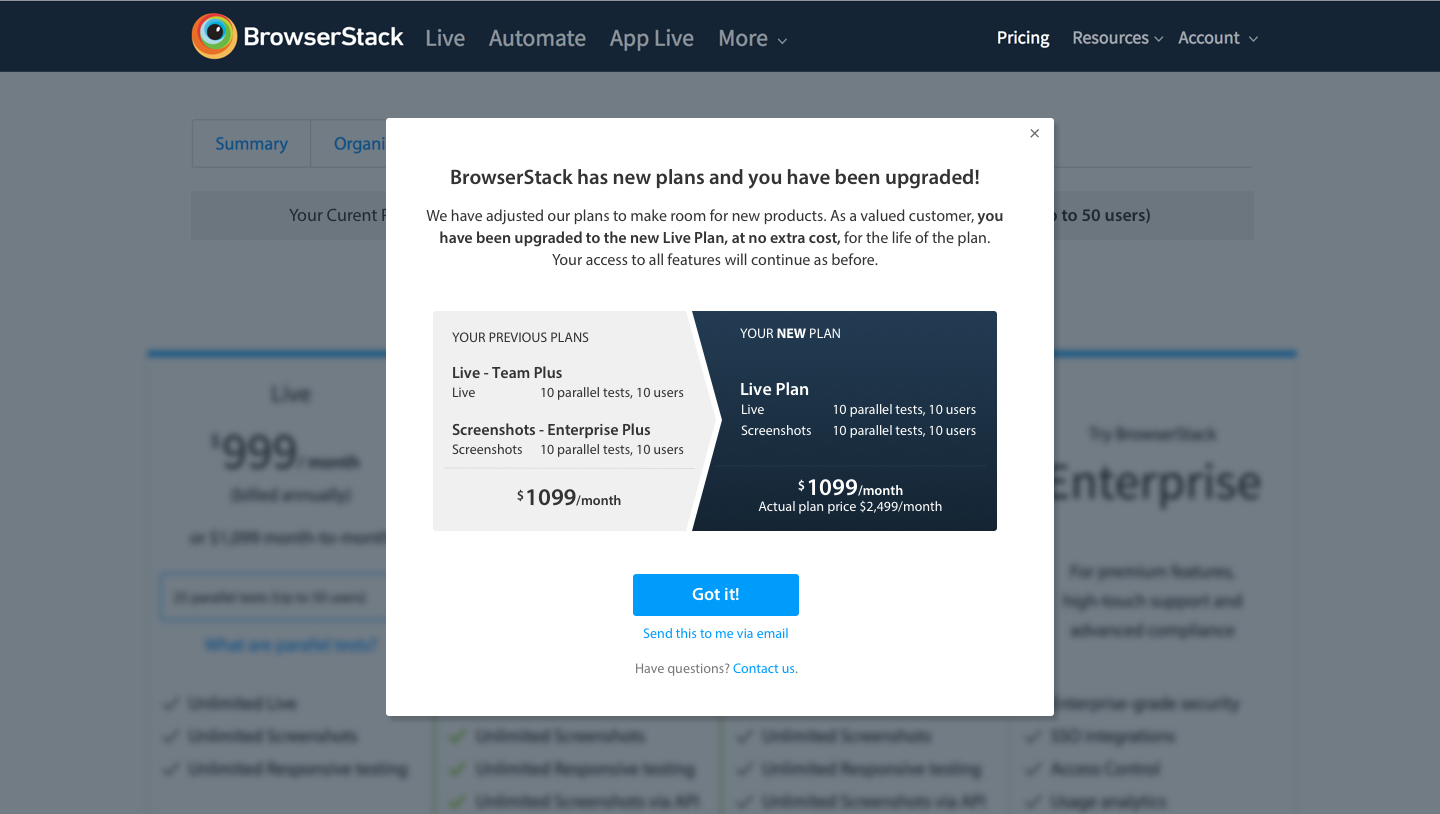 BrowserStack Live Automate App Live More Pricing Resources Account
Summary Organi
Your Curent P
to 50 users)
BrowserStack has new plans and you have been upgraded!
We have adjusted our plans to make room for new products. As a valued customer, you
have been upgraded to the new Live Plan, at no extra cost, for the life of the plan.
Your access to all features will continue as before.
YOUR PREVIOUS PLANS
Live - Team Plus
Live 10 parallel tests, 10 users
Screenshots - Enterprise Plus
Screenshots 10 parallel tests, 10 users
$1099/month
YOUR NEW PLAN
Live Plan
Live 10 parallel tests, 10 users
Screenshots 10 parallel tests, 10 users
$1099/month
Actual plan price $2,499/month
Got it!
Send this to me via email
Have questions? Contact us.
Live
$999/ month
(billed annually)
or $1,099 month-to-month
25 parallel tests (Up to 50 users)
What are parallel tests?
Unlimited Live
Unlimited Screenshots
Unlimited Responsive testing
Unlimited Screenshots
Unlimited Responsive testing
Unlimited Screenshots via API
Unlimited Screenshots
Unlimited Responsive testing
Unlimited Screenshots via API
Try BrowserStack
Enterprise
For premium features,
high-touch support and
advanced compliance
Enterprise-grade security
SSO integrations
Access Control
Usage analytics